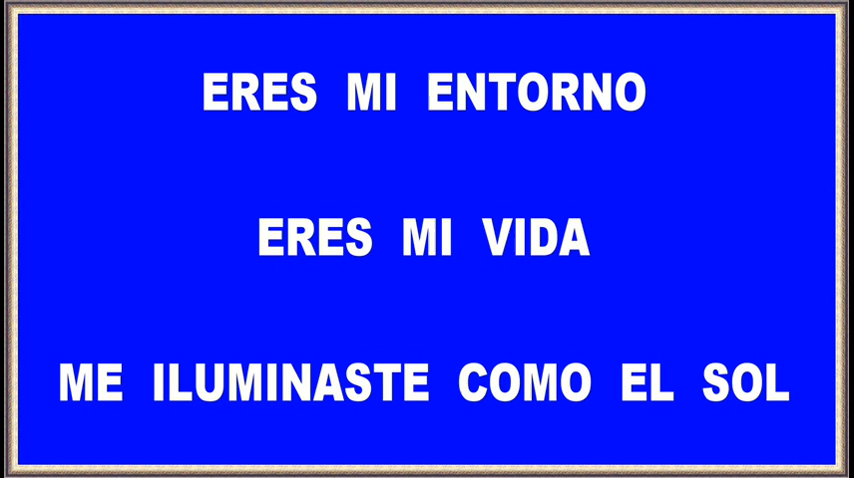 ERES MI ENTORNO
ERES MI VIDA
ME ILUMINASTE COMO EL SOL